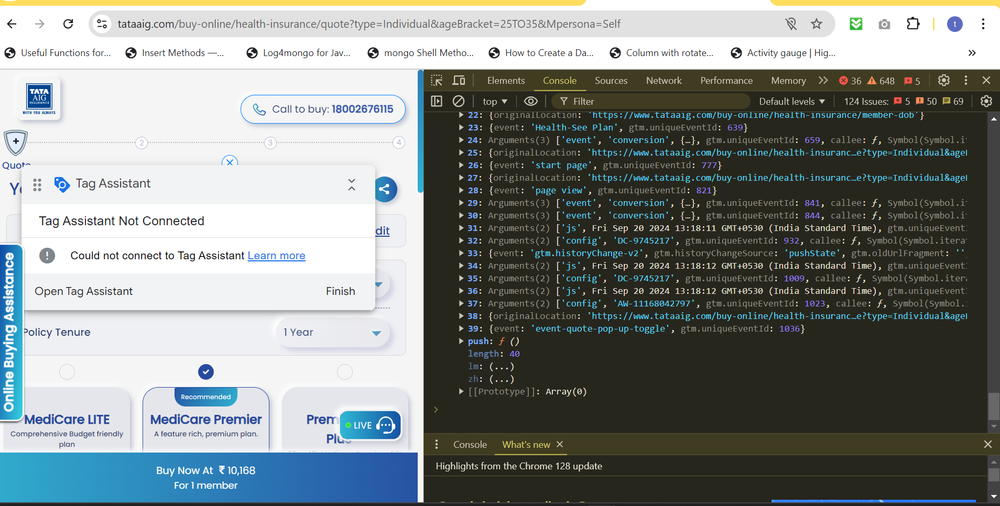 tataaig.com/buy-online/health-insurance/quote?type=Individual&ageBracket=25TO35&Mpersona=Self
t
Useful Functions for...
Insert Methods —...
Log4mongo for Jav...
mongo Shell Metho...
How to Create a Da...
Column with rotate...
Activity gauge | Hig...
TATA
AIG
INSURANCE
WITH YOU ALWAYS
Call to buy: 18002676115
2
3
4
Quote
Tag Assistant
Tag Assistant Not Connected
dit
Could not connect to Tag Assistant Learn more
Open Tag Assistant
Finish
Online Buying Assistance
Policy Tenure
1 Year
Recommended
MediCare LITE
Comprehensive Budget friendly
plan
MediCare Premier
A feature rich, premium plan.
Prem
Plu
LIVE
Buy Now At ₹ 10,168
For 1 member
Elements
Console
Sources
Network
Performance
Memory
36
648
5
top
Filter
Default levels
124 Issues:
5
50
69
22: {originalLocation: 'https://www.tataaig.com/buy-online/health-insurance/member-dob'}
23: {event: 'Health-See Plan', gtm.uniqueEventId: 639}
24: Arguments(3) ['event', 'conversion', {…}, gtm.uniqueEventId: 659, callee: ƒ, Symbol(Symbol.it
25: {originalLocation: 'https://www.tataaig.com/buy-online/health-insuranc…e?type=Individual&ageB
26: {event: 'start page', gtm.uniqueEventId: 777}
27: {originalLocation: 'https://www.tataaig.com/buy-online/health-insuranc…e?type=Individual&ageB
28: {event: 'page view', gtm.uniqueEventId: 821}
29: Arguments(3) ['event', 'conversion', {…}, gtm.uniqueEventId: 841, callee: ƒ, Symbol(Symbol.it
30: Arguments(3) ['event', 'conversion', {…}, gtm.uniqueEventId: 844, callee: ƒ, Symbol(Symbol.it
31: Arguments(2) ['js', Fri Sep 20 2024 13:18:11 GMT+0530 (India Standard Time), gtm.uniqueEventI
32: Arguments(2) ['config', 'DC-9745217', gtm.uniqueEventId: 932, callee: ƒ, Symbol(Symbol.iterat
33: {event: 'gtm.historyChange-v2', gtm.historyChangeSource: 'pushState', gtm.oldUrlFragment: '',
34: Arguments(2) ['js', Fri Sep 20 2024 13:18:12 GMT+0530 (India Standard Time), gtm.uniqueEventI
35: Arguments(2) ['config', 'DC-9745217', gtm.uniqueEventId: 1009, callee: ƒ, Symbol(Symbol.itera
36: Arguments(2) ['js', Fri Sep 20 2024 13:18:12 GMT+0530 (India Standard Time), gtm.uniqueEventI
37: Arguments(2) ['config', 'AW-11168042797', gtm.uniqueEventId: 1023, callee: ƒ, Symbol(Symbol.i
38: {originalLocation: 'https://www.tataaig.com/buy-online/health-insuranc…e?type=Individual&ageB
39: {event: 'event-quote-pop-up-toggle', gtm.uniqueEventId: 1036}
push: ƒ ()
length: 40
lm: (...)
zh: (...)
[[Prototype]]: Array(0)
Console
What's new
Highlights from the Chrome 128 update